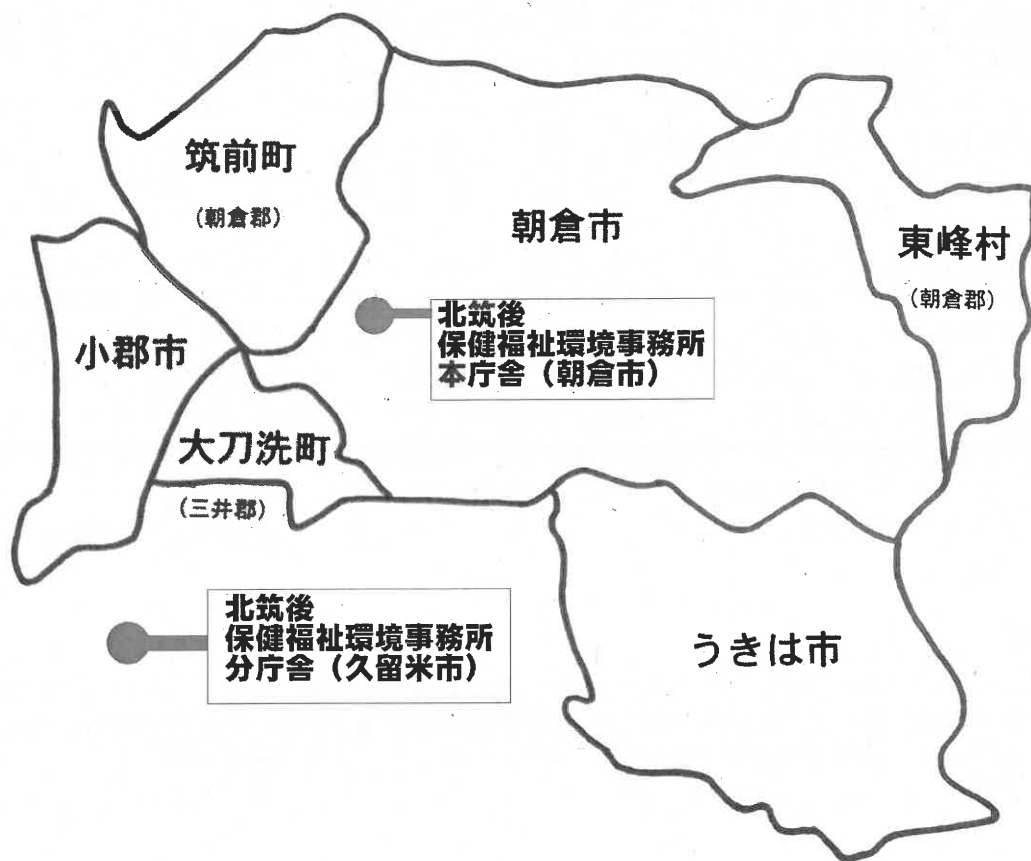 筑前町
（朝倉郡）
朝倉市
東峰村
（朝倉郡）
小郡市
北筑後
保健福祉環境事務所
本庁舎（朝倉市）
大刀洗町
（三井郡）
北筑後
保健福祉環境事務所
分庁舎（久留米市）
うきは市